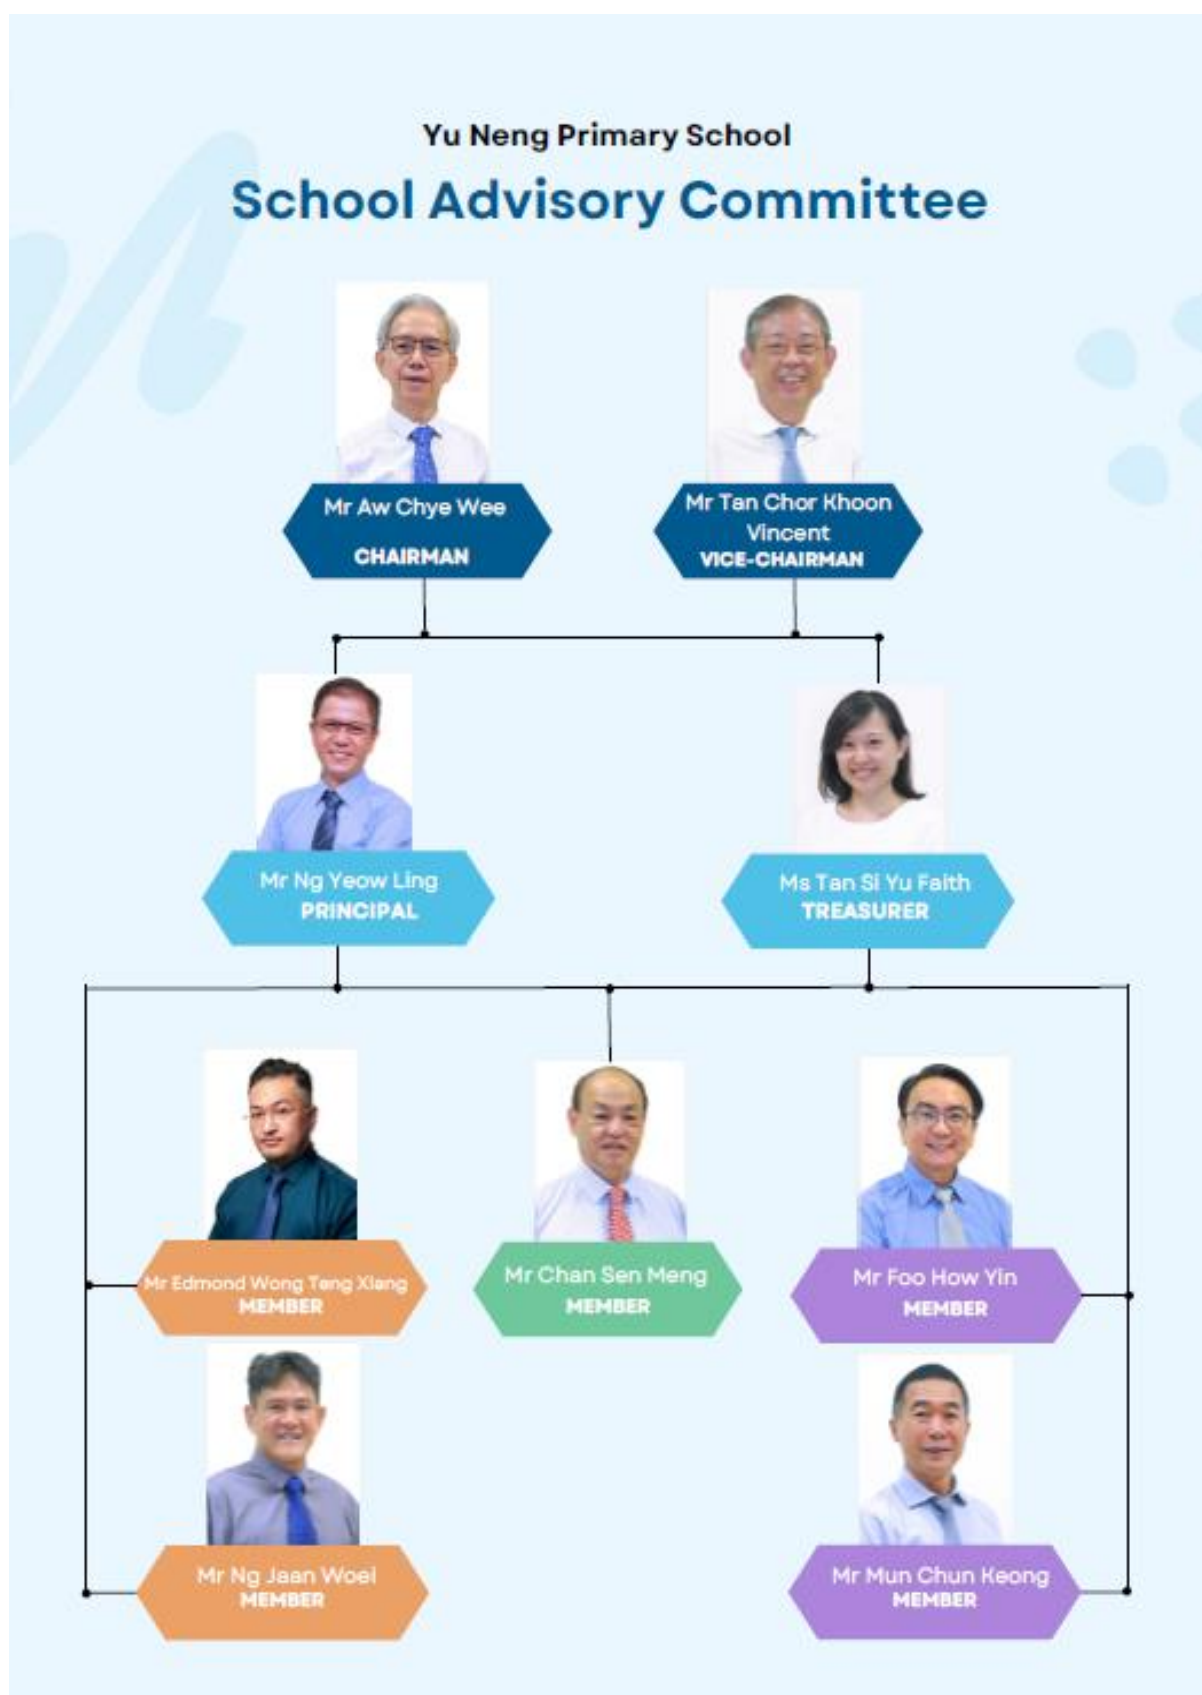 Yu Neng Primary School
School Advisory Committee
Mr Aw Chye Wee
CHAIRMAN
Mr Tan Chor Khoon
Vincent
VICE-CHAIRMAN
Mr Ng Yeow Ling
PRINCIPAL
Ms Tan Si Yu Faith
TREASURER
Mr Edmond Wong Teng Xiang
MEMBER
Mr Chan Sen Meng
MEMBER
Mr Foo How Yin
MEMBER
Mr Ng Jaan Woei
MEMBER
Mr Mun Chun Keong
MEMBER